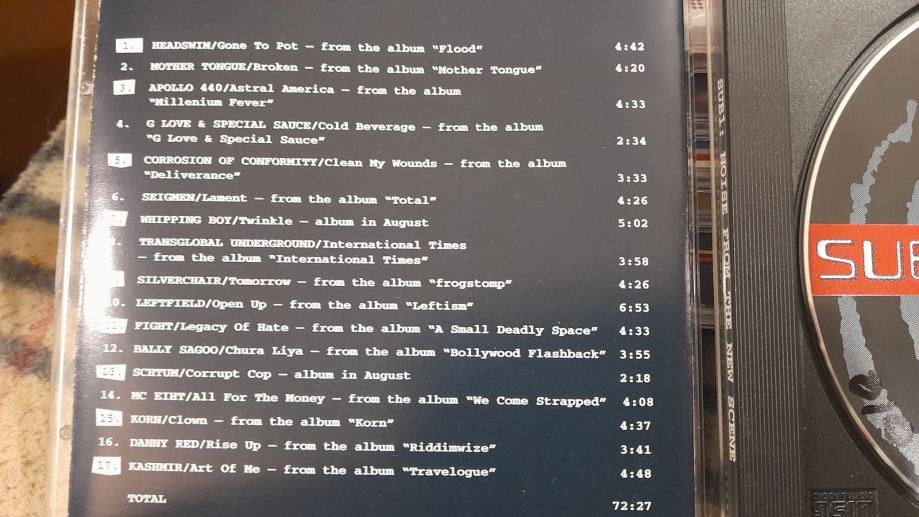 1. HEADSWIM/Gone To Pot — from the album “Flood” 4:42
2. MOTHER TONGUE/Broken — from the album “Mother Tongue” 4:20
3. APOLLO 440/Astral America — from the album
“Millenium Fever” 4:33
4. G LOVE & SPECIAL SAUCE/Cold Beverage — from the album
“G Love & Special Sauce” 2:34
5. CORROSION OF CONFORMITY/Clean My Wounds — from the album
“Deliverance” 3:33
6. SEIGMEN/Lament — from the album “Total” 4:26
WHIPPING BOY/Twinkle — album in August 5:02
TRANSGLOBAL UNDERGROUND/International Times
— from the album “International Times” 3:58
SILVERCHAIR/Tomorrow — from the album “frogstomp” 4:26
10. LEFTFIELD/Open Up — from the album “Leftism” 6:53
11. FIGHT/Legacy Of Hate — from the album “A Small Deadly Space” 4:33
12. BALLY SAGOO/Chura Liya — from the album “Bollywood Flashback” 3:55
13. SCHTUM/Corrupt Cop — album in August 2:18
14. MC EIHT/All For The Money — from the album “We Come Strapped” 4:08
15. KORN/Clown — from the album “Korn” 4:37
16. DANNY RED/Rise Up — from the album “Riddimwize” 3:41
17. KASHMIR/Art Of Me — from the album “Travelogue” 4:48
TOTAL 72:27
SUB1: NOISE FROM THE NEW SCENE
SUB